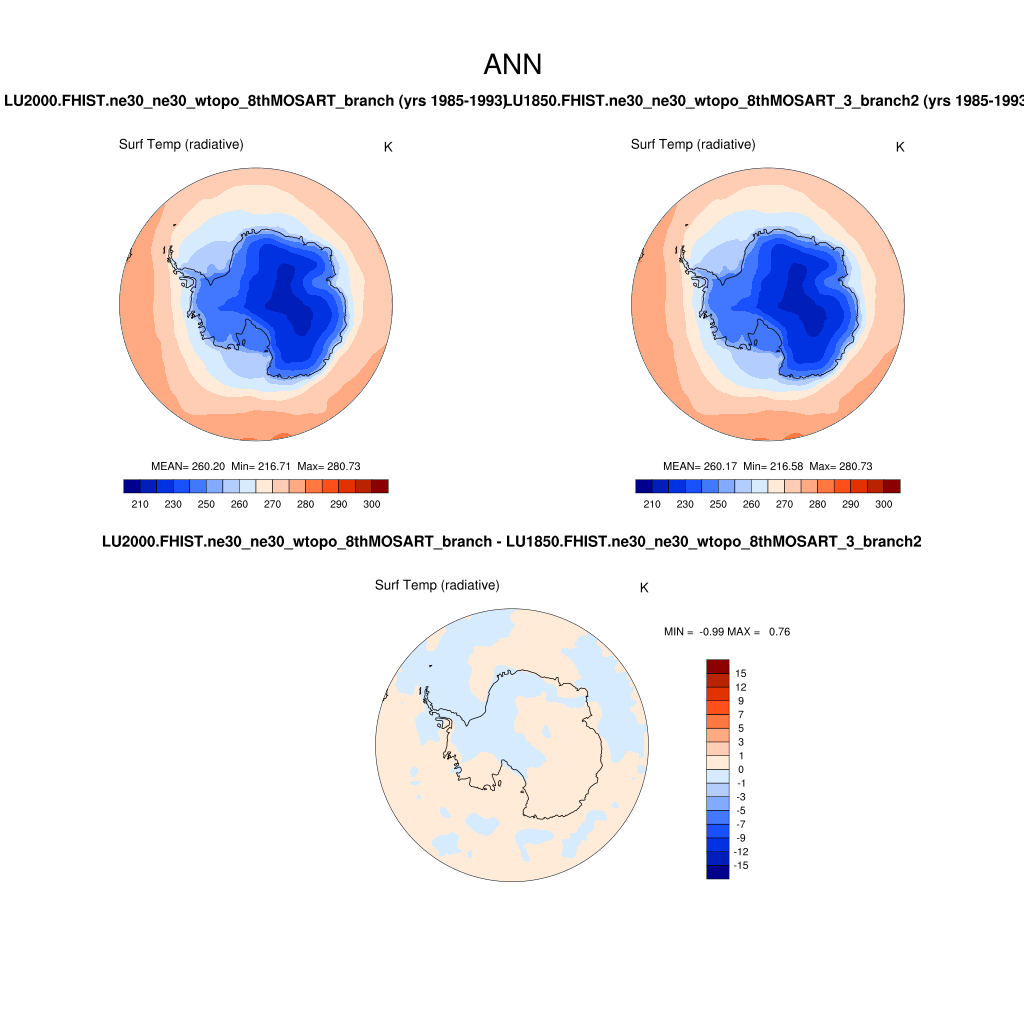 ANN
LU2000.FHIST.ne30_ne30_wtopo_8thMOSART_branch (yrs 1985-1993)
LU1850.FHIST.ne30_ne30_wtopo_8thMOSART_3_branch2 (yrs 1985-1993
Surf Temp (radiative) K
Surf Temp (radiative) K
MEAN= 260.20 Min= 216.71 Max= 280.73
210 230 250 260 270 280 290 300
MEAN= 260.17 Min= 216.58 Max= 280.73
210 230 250 260 270 280 290 300
LU2000.FHIST.ne30_ne30_wtopo_8thMOSART_branch - LU1850.FHIST.ne30_ne30_wtopo_8thMOSART_3_branch2
Surf Temp (radiative) K
MIN = -0.99 MAX = 0.76
15
12
9
7
5
3
1
0
-1
-3
-5
-7
-9
-12
-15